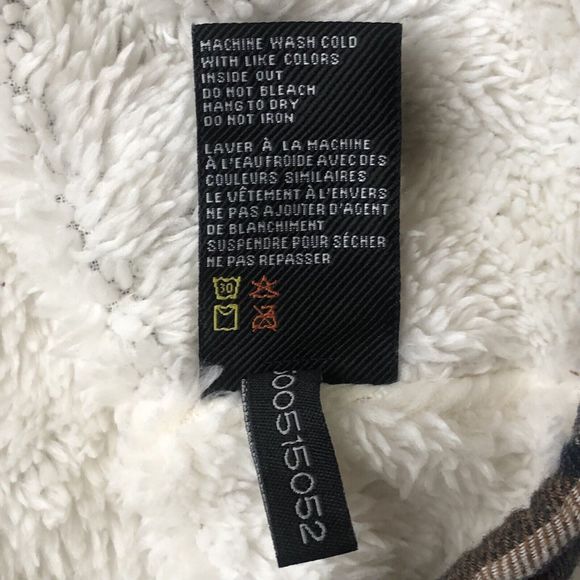 MACHINE WASH COLD
WITH LIKE COLORS
INSIDE OUT
DO NOT BLEACH
HANG TO DRY
DO NOT IRON
LAVER À LA MACHINE
À L'EAU FROIDE AVEC DES
COULEURS SIMILAIRES
LE VÊTEMENT À L'ENVERS
NE PAS AJOUTER D'AGENT
DE BLANCHIMENT
SUSPENDRE POUR SÉCHER
NE PAS REPASSER
30
00515052